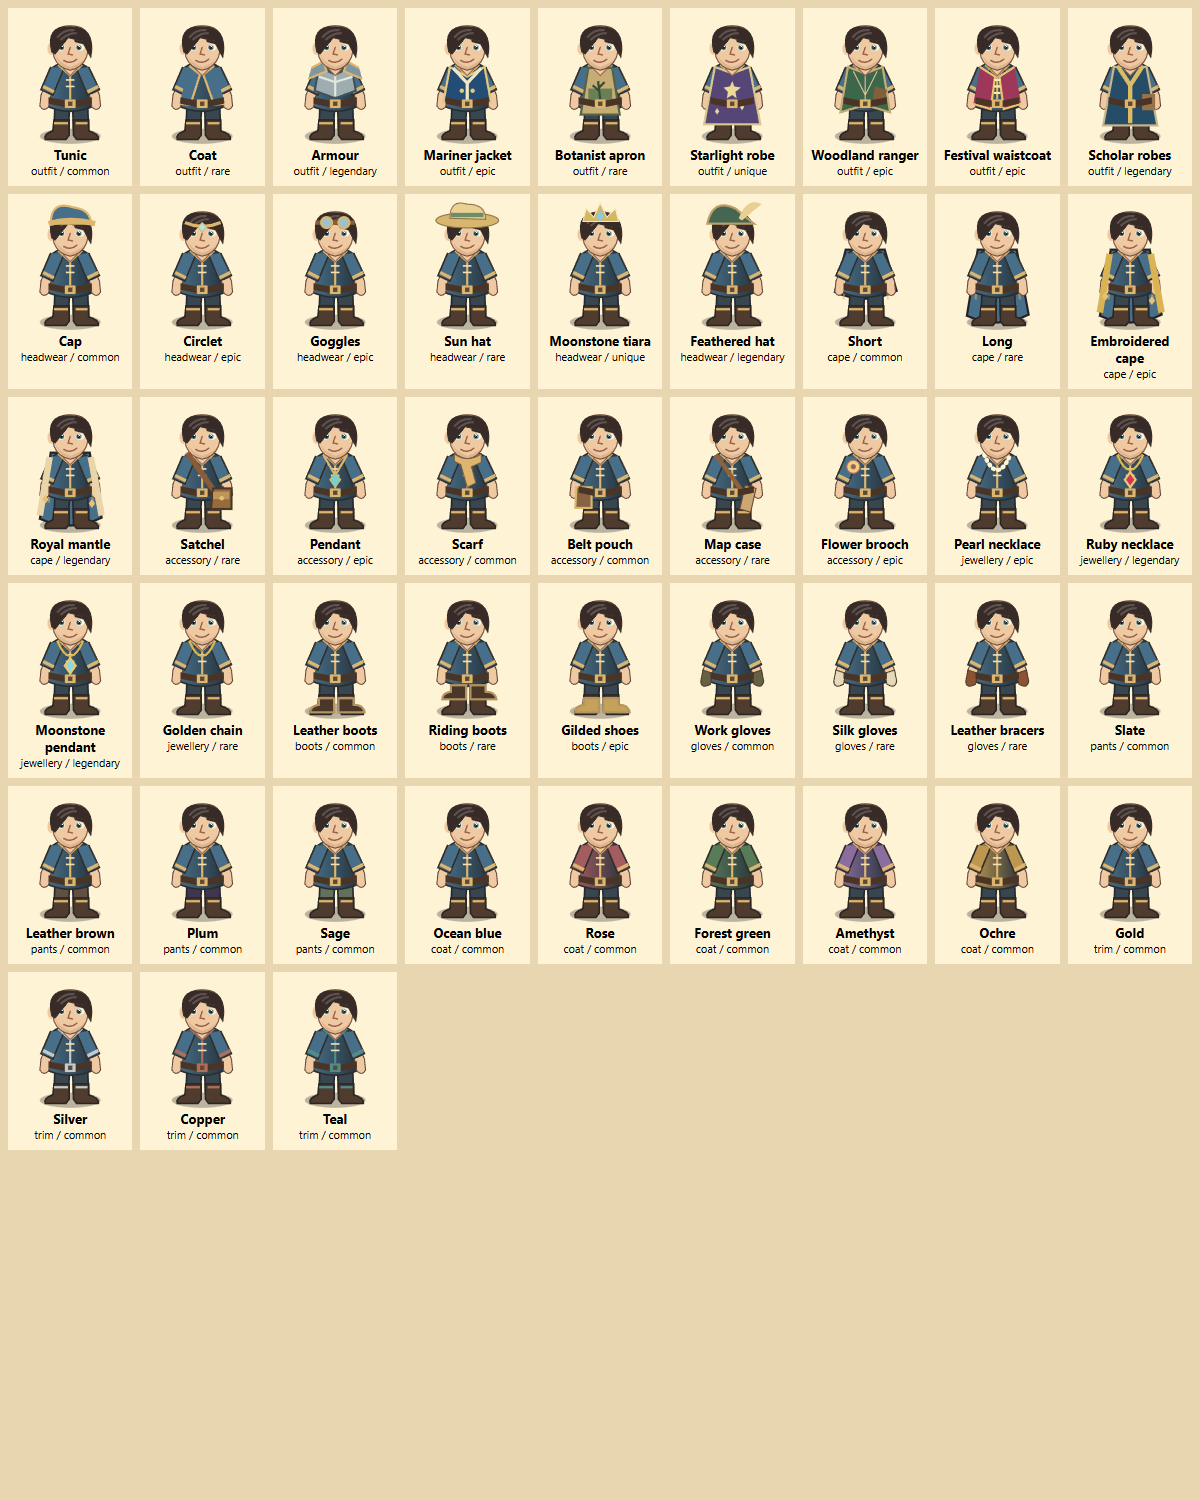 Tunic
outfit / common
Coat
outfit / rare
Armour
outfit / legendary
Mariner jacket
outfit / epic
Botanist apron
outfit / rare
Starlight robe
outfit / unique
Woodland ranger
outfit / epic
Festival waistcoat
outfit / epic
Scholar robes
outfit / legendary
Cap
headwear / common
Circlet
headwear / epic
Goggles
headwear / epic
Sun hat
headwear / rare
Moonstone tiara
headwear / unique
Feathered hat
headwear / legendary
Short
cape / common
Long
cape / rare
Embroidered
cape
cape / epic
Royal mantle
cape / legendary
Satchel
accessory / rare
Pendant
accessory / epic
Scarf
accessory / common
Belt pouch
accessory / common
Map case
accessory / rare
Flower brooch
accessory / epic
Pearl necklace
jewellery / epic
Ruby necklace
jewellery / legendary
Moonstone
pendant
jewellery / legendary
Golden chain
jewellery / rare
Leather boots
boots / common
Riding boots
boots / rare
Gilded shoes
boots / epic
Work gloves
gloves / common
Silk gloves
gloves / rare
Leather bracers
gloves / rare
Slate
pants / common
Leather brown
pants / common
Plum
pants / common
Sage
pants / common
Ocean blue
coat / common
Rose
coat / common
Forest green
coat / common
Amethyst
coat / common
Ochre
coat / common
Gold
trim / common
Silver
trim / common
Copper
trim / common
Teal
trim / common